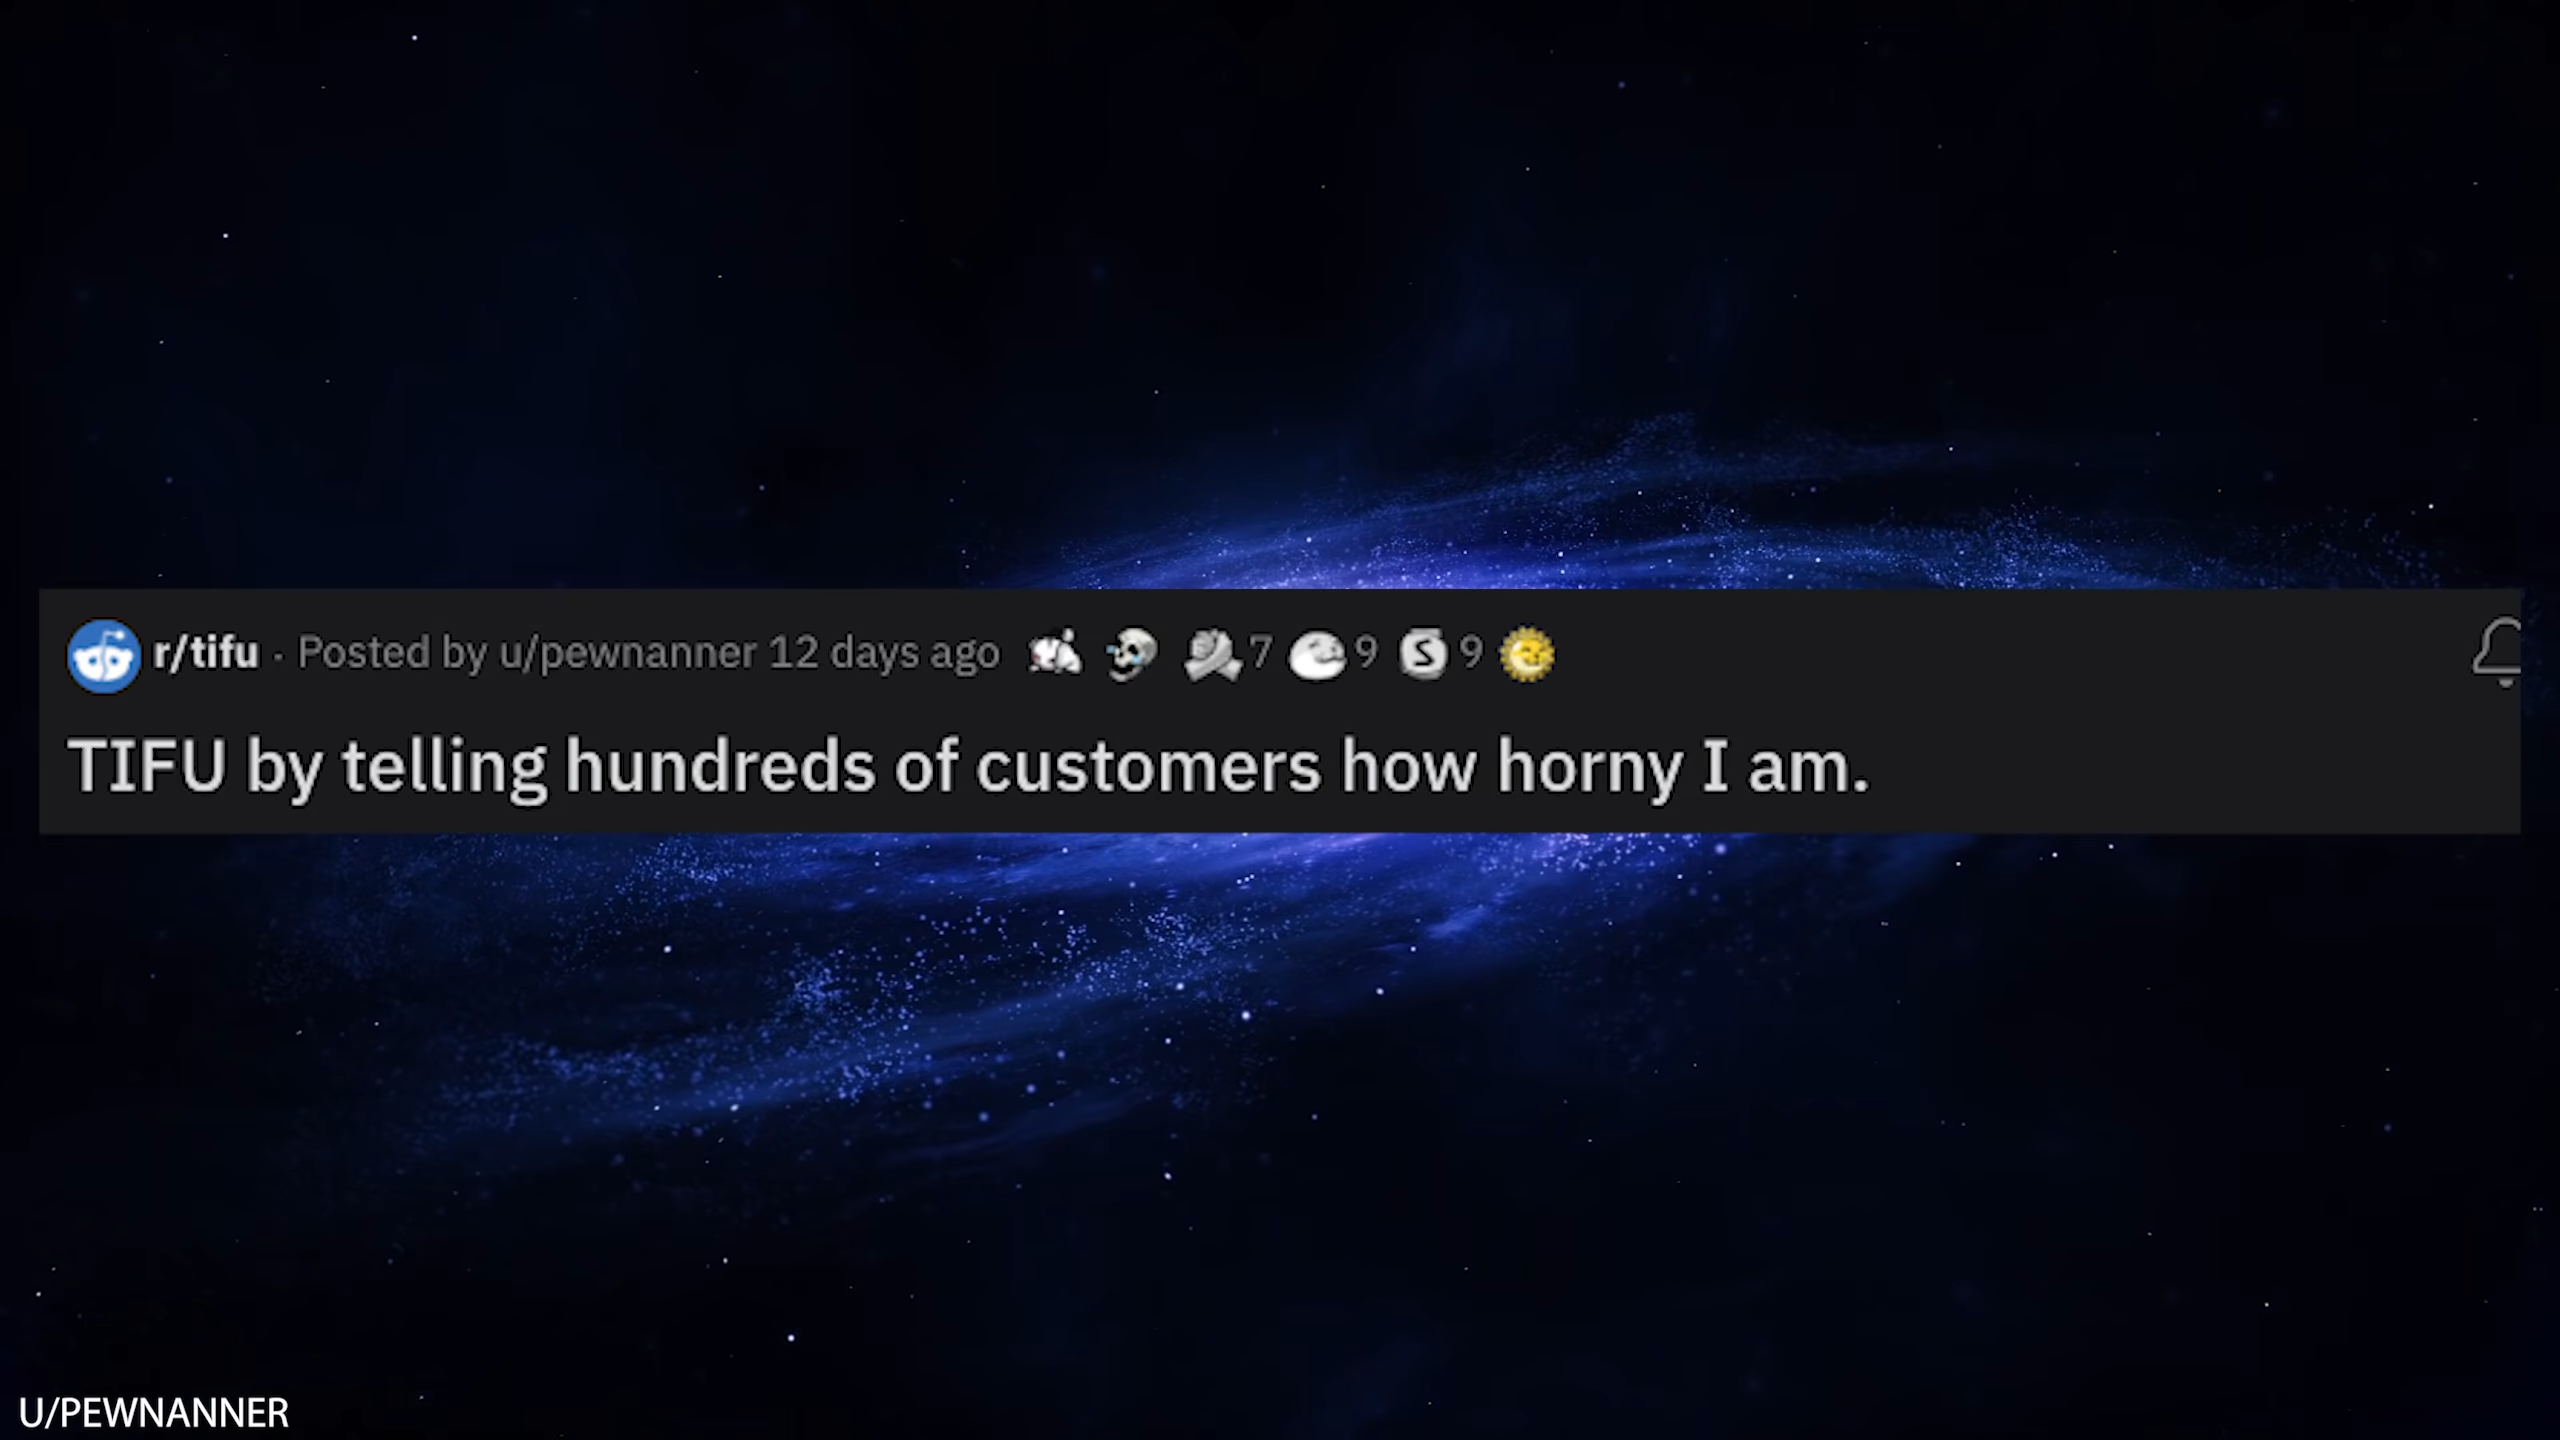 r/tifu · Posted by u/pewnanner 12 days ago 7 9 S 9
TIFU by telling hundreds of customers how horny I am.
U/PEWNANNER